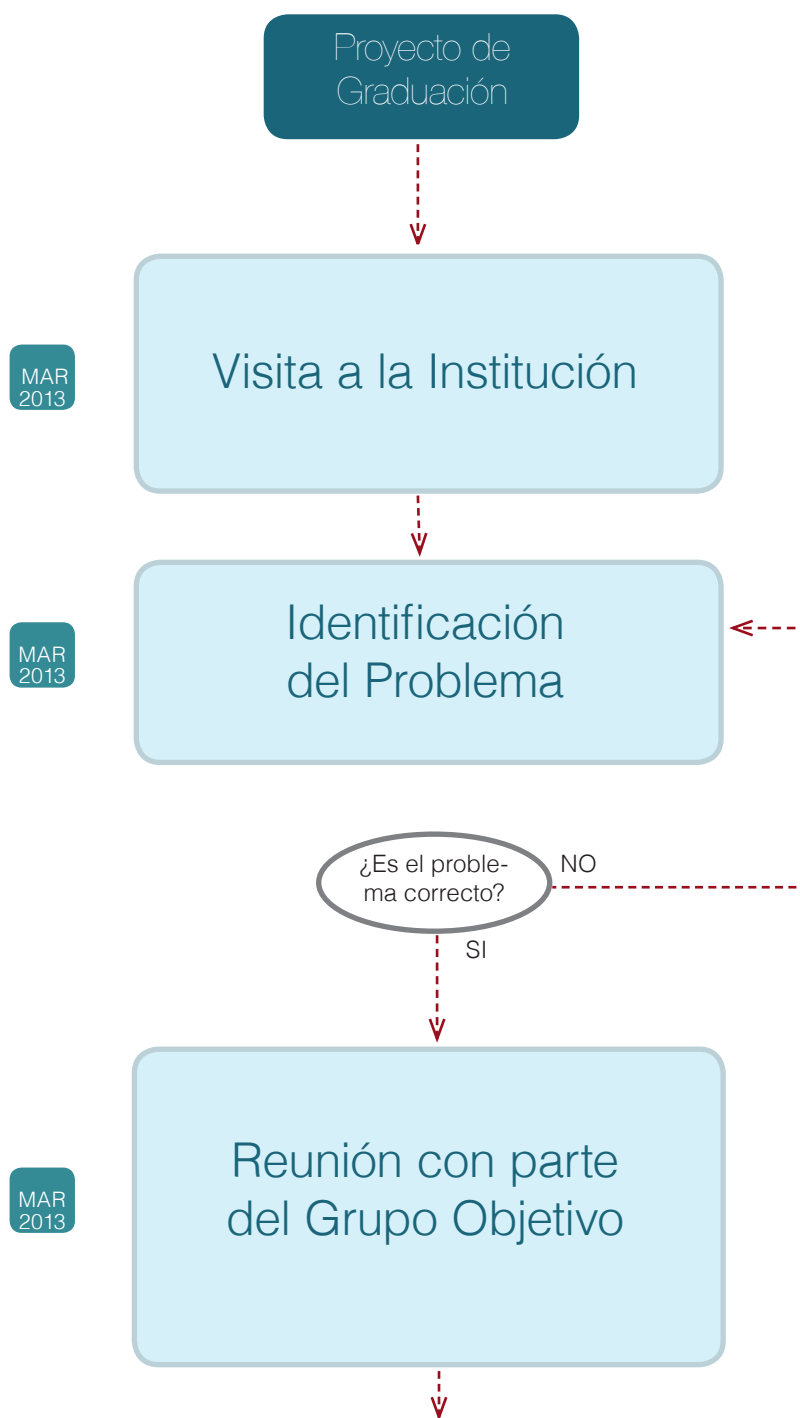 Proyecto de
Graduación
MAR
2013
Visita a la Institución
MAR
2013
Identificación
del Problema
¿Es el proble-
ma correcto?
NO
SI
MAR
2013
Reunión con parte
del Grupo Objetivo